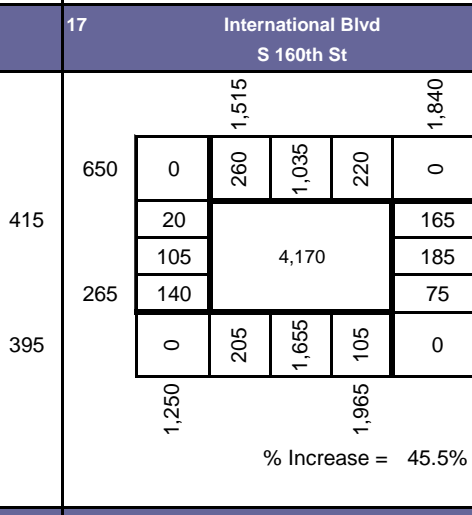 17 International Blvd
S 160th St
1,515 1,840
650 0 260 1,035 220 0
415 20 165
105 4,170 185
265 140 75
395 0 205 1,655 105 0
1,250 1,965
% Increase = 45.5%